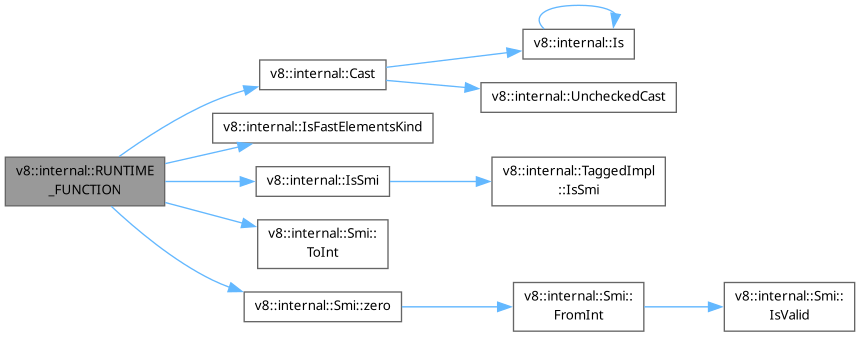 v8::internal::RUNTIME
_FUNCTION
v8::internal::Cast
v8::internal::Is
v8::internal::UncheckedCast
v8::internal::IsFastElementsKind
v8::internal::IsSmi
v8::internal::TaggedImpl
::IsSmi
v8::internal::Smi::
ToInt
v8::internal::Smi::zero
v8::internal::Smi::
FromInt
v8::internal::Smi::
IsValid